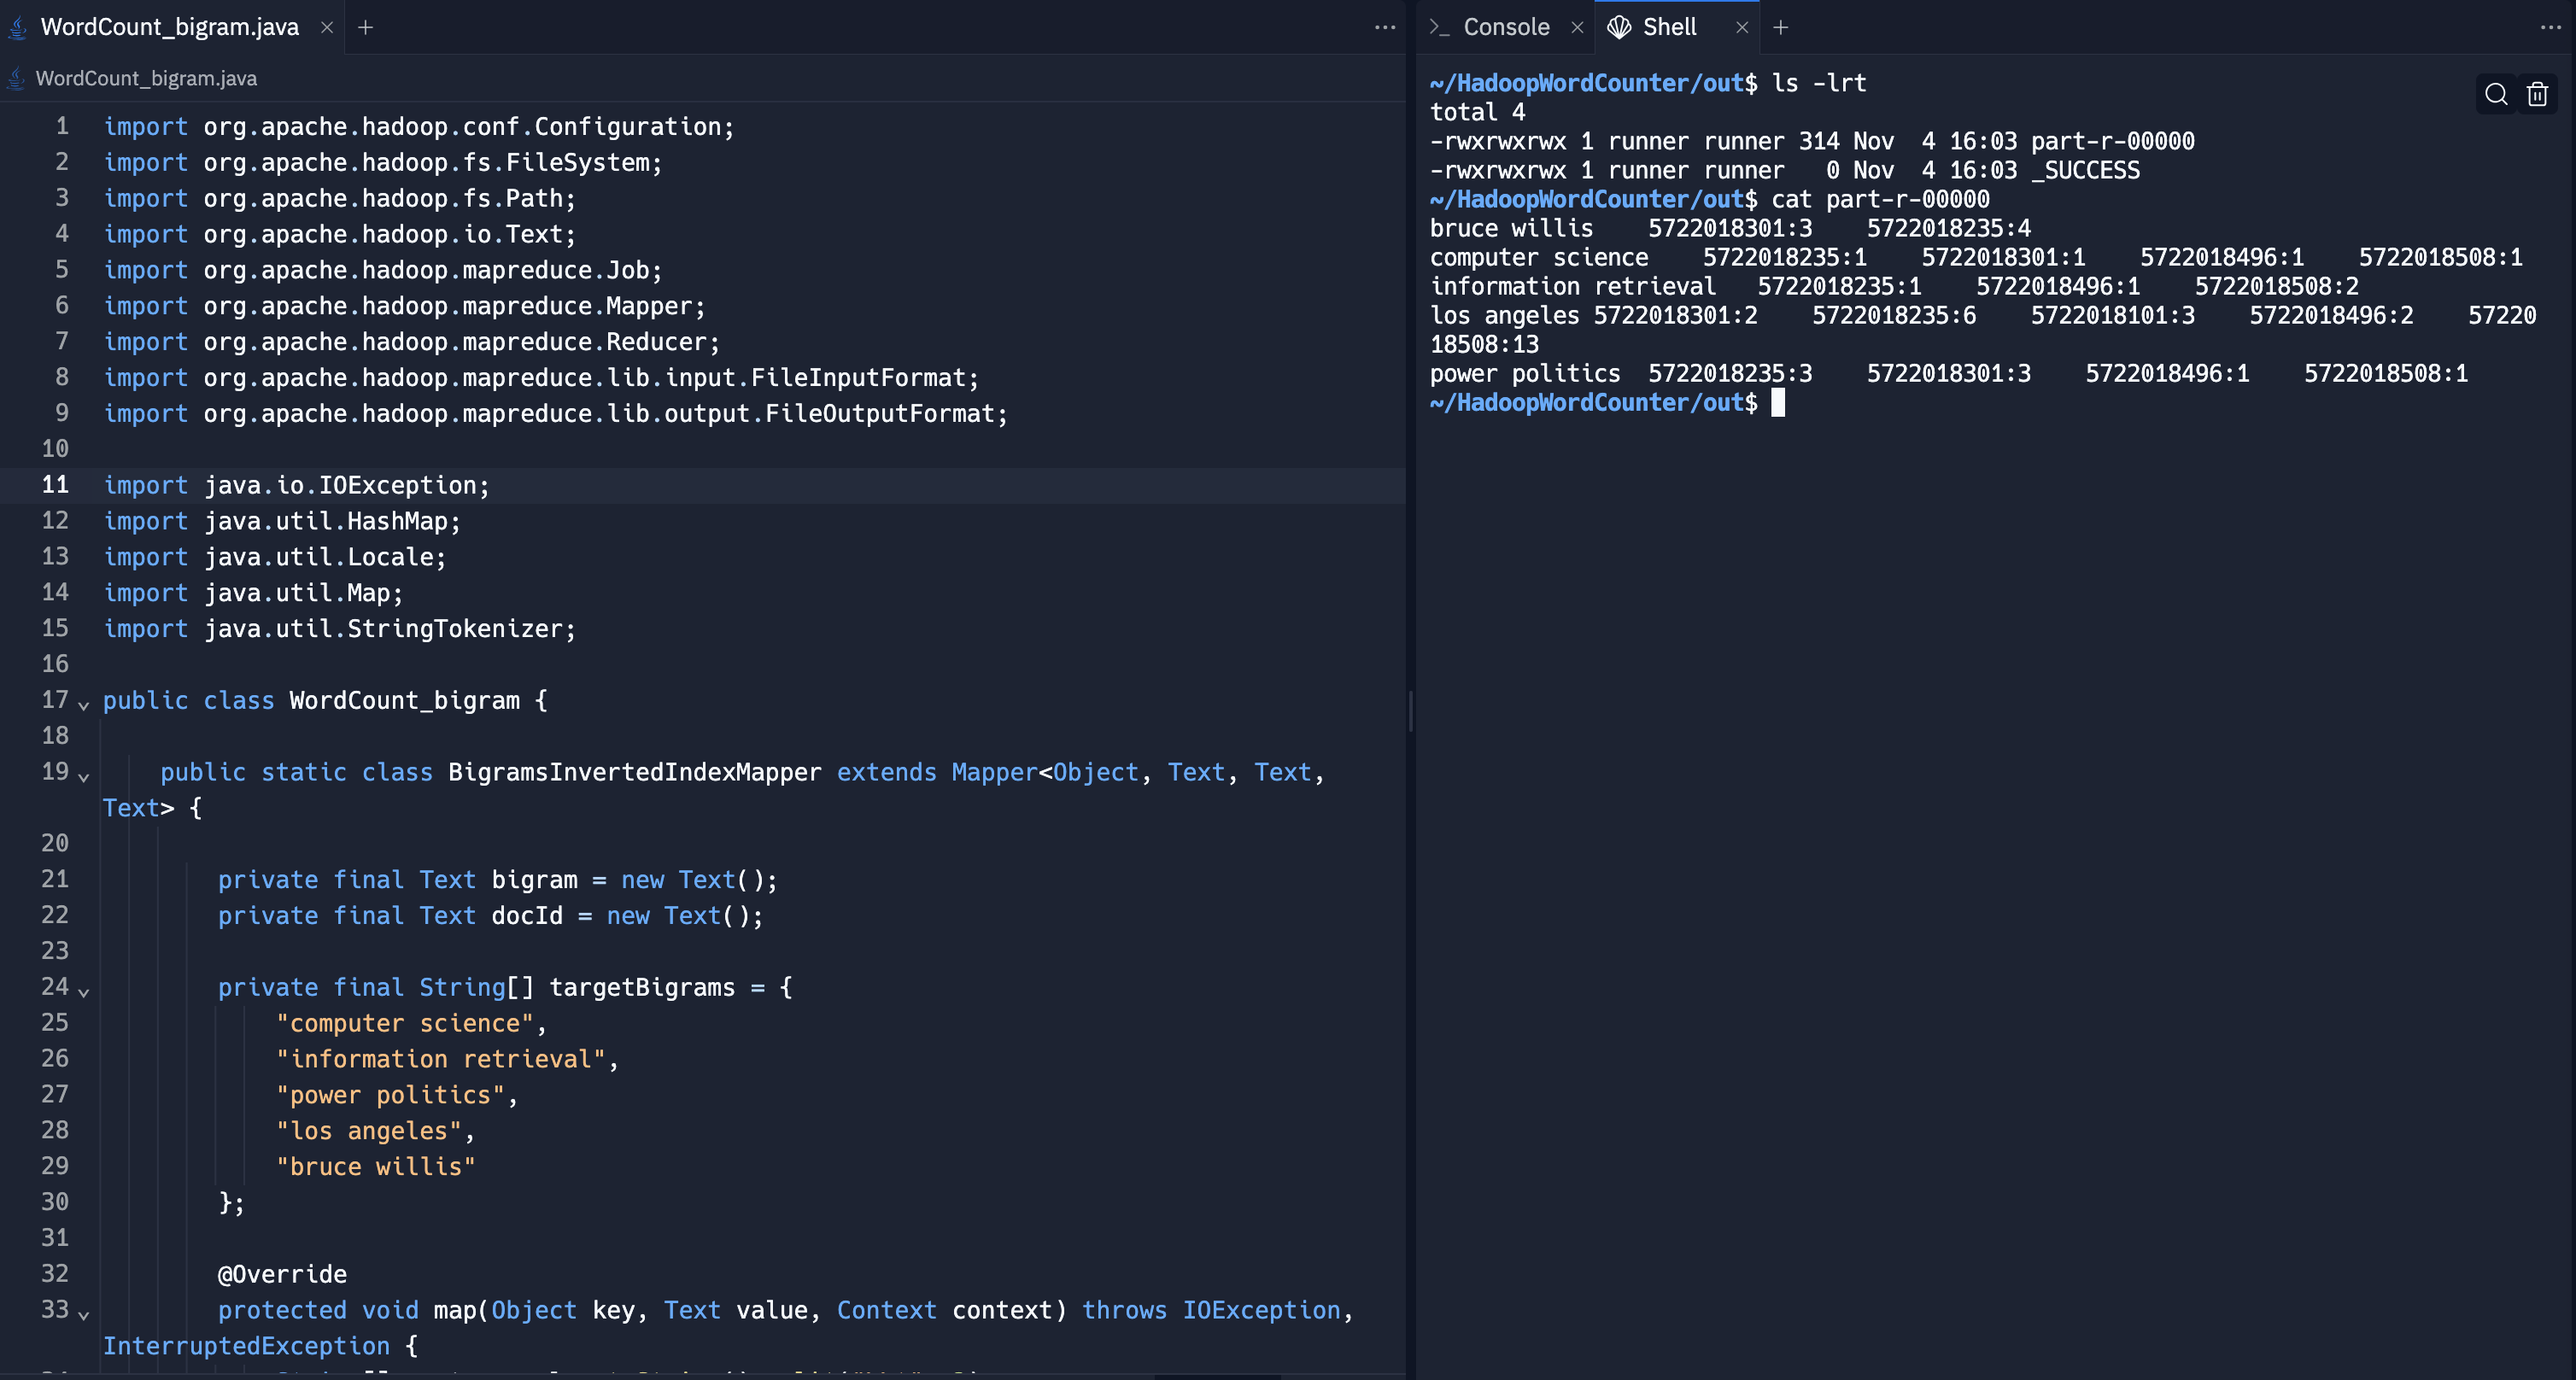 WordCount_bigram.java
WordCount_bigram.java
1 import org.apache.hadoop.conf.Configuration;
2 import org.apache.hadoop.fs.FileSystem;
3 import org.apache.hadoop.fs.Path;
4 import org.apache.hadoop.io.Text;
5 import org.apache.hadoop.mapreduce.Job;
6 import org.apache.hadoop.mapreduce.Mapper;
7 import org.apache.hadoop.mapreduce.Reducer;
8 import org.apache.hadoop.mapreduce.lib.input.FileInputFormat;
9 import org.apache.hadoop.mapreduce.lib.output.FileOutputFormat;
10
11 import java.io.IOException;
12 import java.util.HashMap;
13 import java.util.Locale;
14 import java.util.Map;
15 import java.util.StringTokenizer;
16
17 public class WordCount_bigram {
18
19 public static class BigramsInvertedIndexMapper extends Mapper<Object, Text, Text,
Text> {
20
21 private final Text bigram = new Text();
22 private final Text docId = new Text();
23
24 private final String[] targetBigrams = {
25 "computer science",
26 "information retrieval",
27 "power politics",
28 "los angeles",
29 "bruce willis"
30 };
31
32 @Override
33 protected void map(Object key, Text value, Context context) throws IOException,
InterruptedException {
Console Shell
~/HadoopWordCounter/out$ ls -lrt
total 4
-rwxrwxrwx 1 runner runner 314 Nov  4 16:03 part-r-00000
-rwxrwxrwx 1 runner runner   0 Nov  4 16:03 _SUCCESS
~/HadoopWordCounter/out$ cat part-r-00000
bruce willis    5722018301:3    5722018235:4
computer science    5722018235:1    5722018301:1    5722018496:1    5722018508:1
information retrieval   5722018235:1    5722018496:1    5722018508:2
los angeles 5722018301:2    5722018235:6    5722018101:3    5722018496:2    57220
18508:13
power politics  5722018235:3    5722018301:3    5722018496:1    5722018508:1
~/HadoopWordCounter/out$